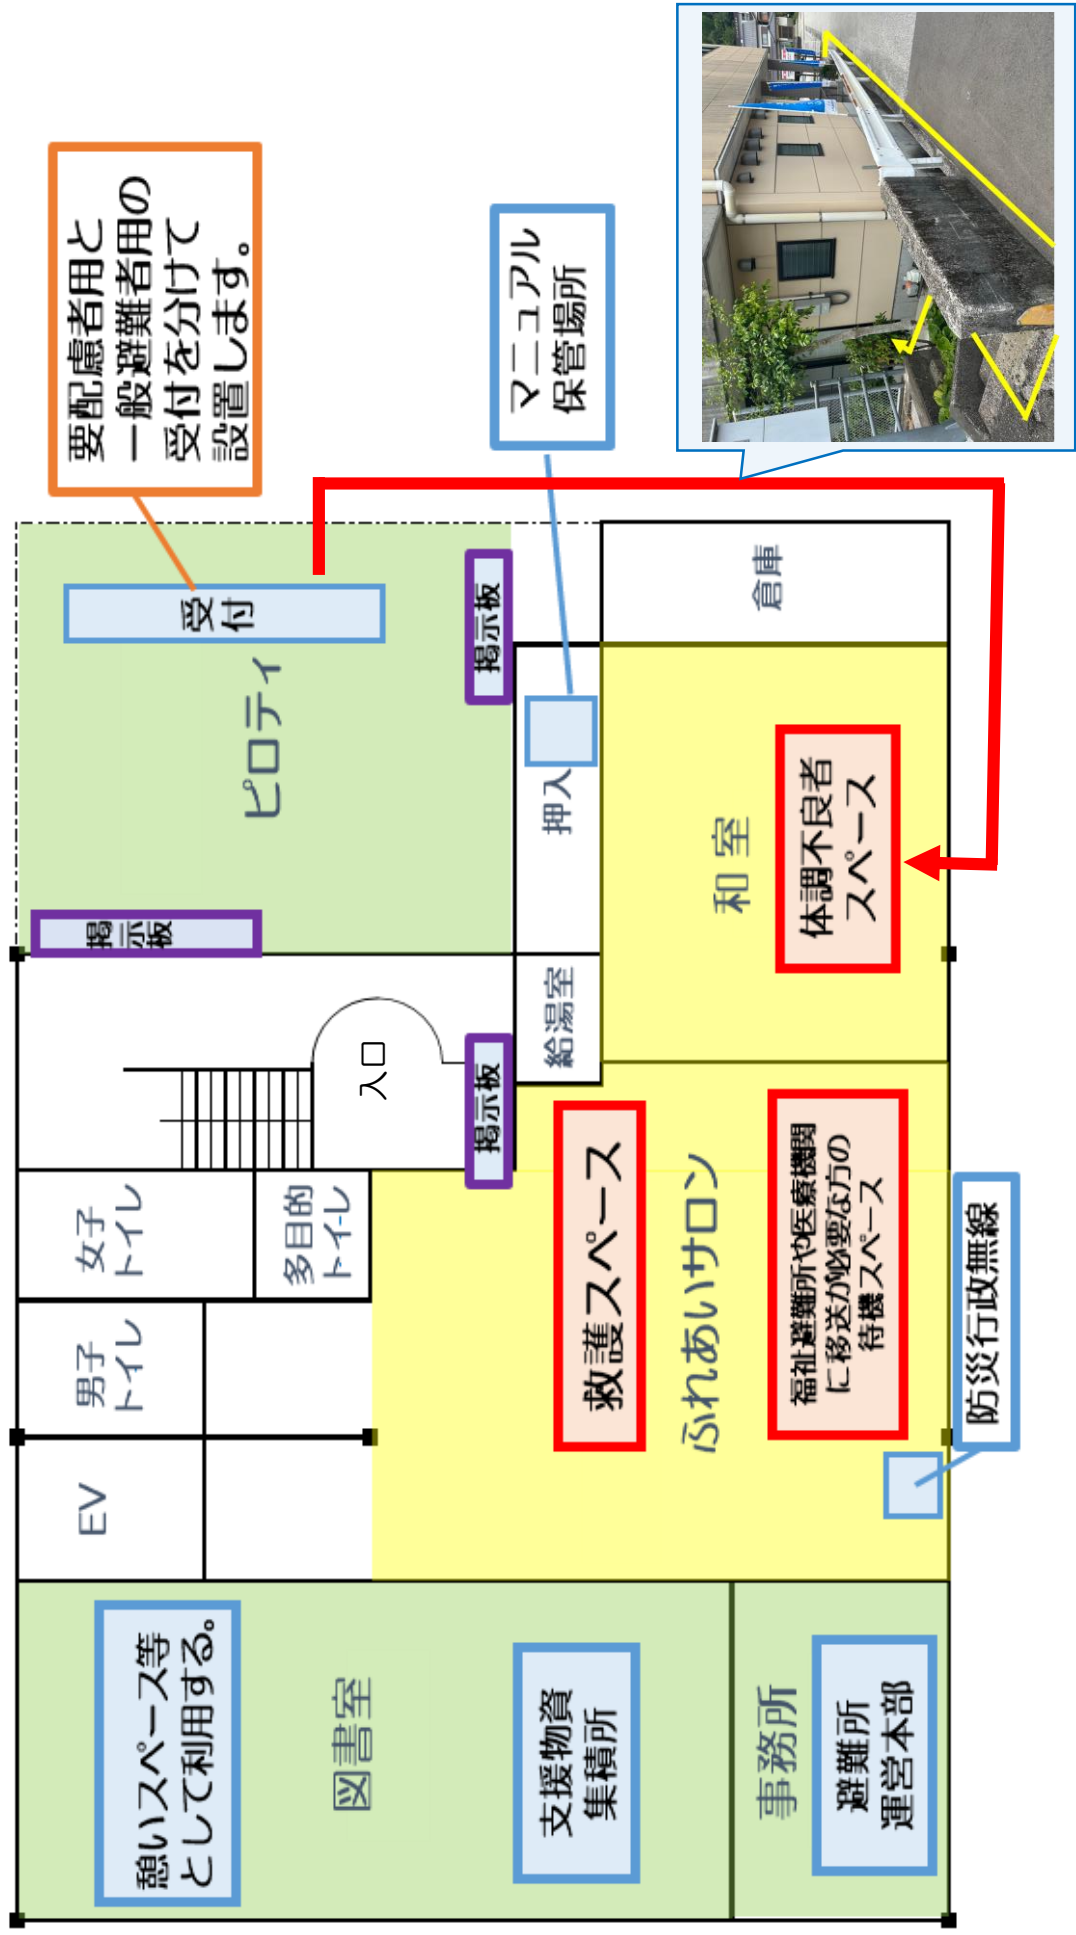 憩いスペース等
として利用する。
図書室
支援物資
集積所
事務所
避難所
運営本部
EV
男子
トイレ
女子
トイレ
多目的
トイレ
入口
掲示板
救護スペース
ふれあいサロン
福祉避難所や医療機関
に移送が必要な方の
待機スペース
防災行政無線
給湯室
押入
和室
体調不良者
スペース
倉庫
掲示
板
ピロティ
掲示板
受
付
要配慮者用と
一般避難者用の
受付を分けて
設置します。
マニュアル
保管場所